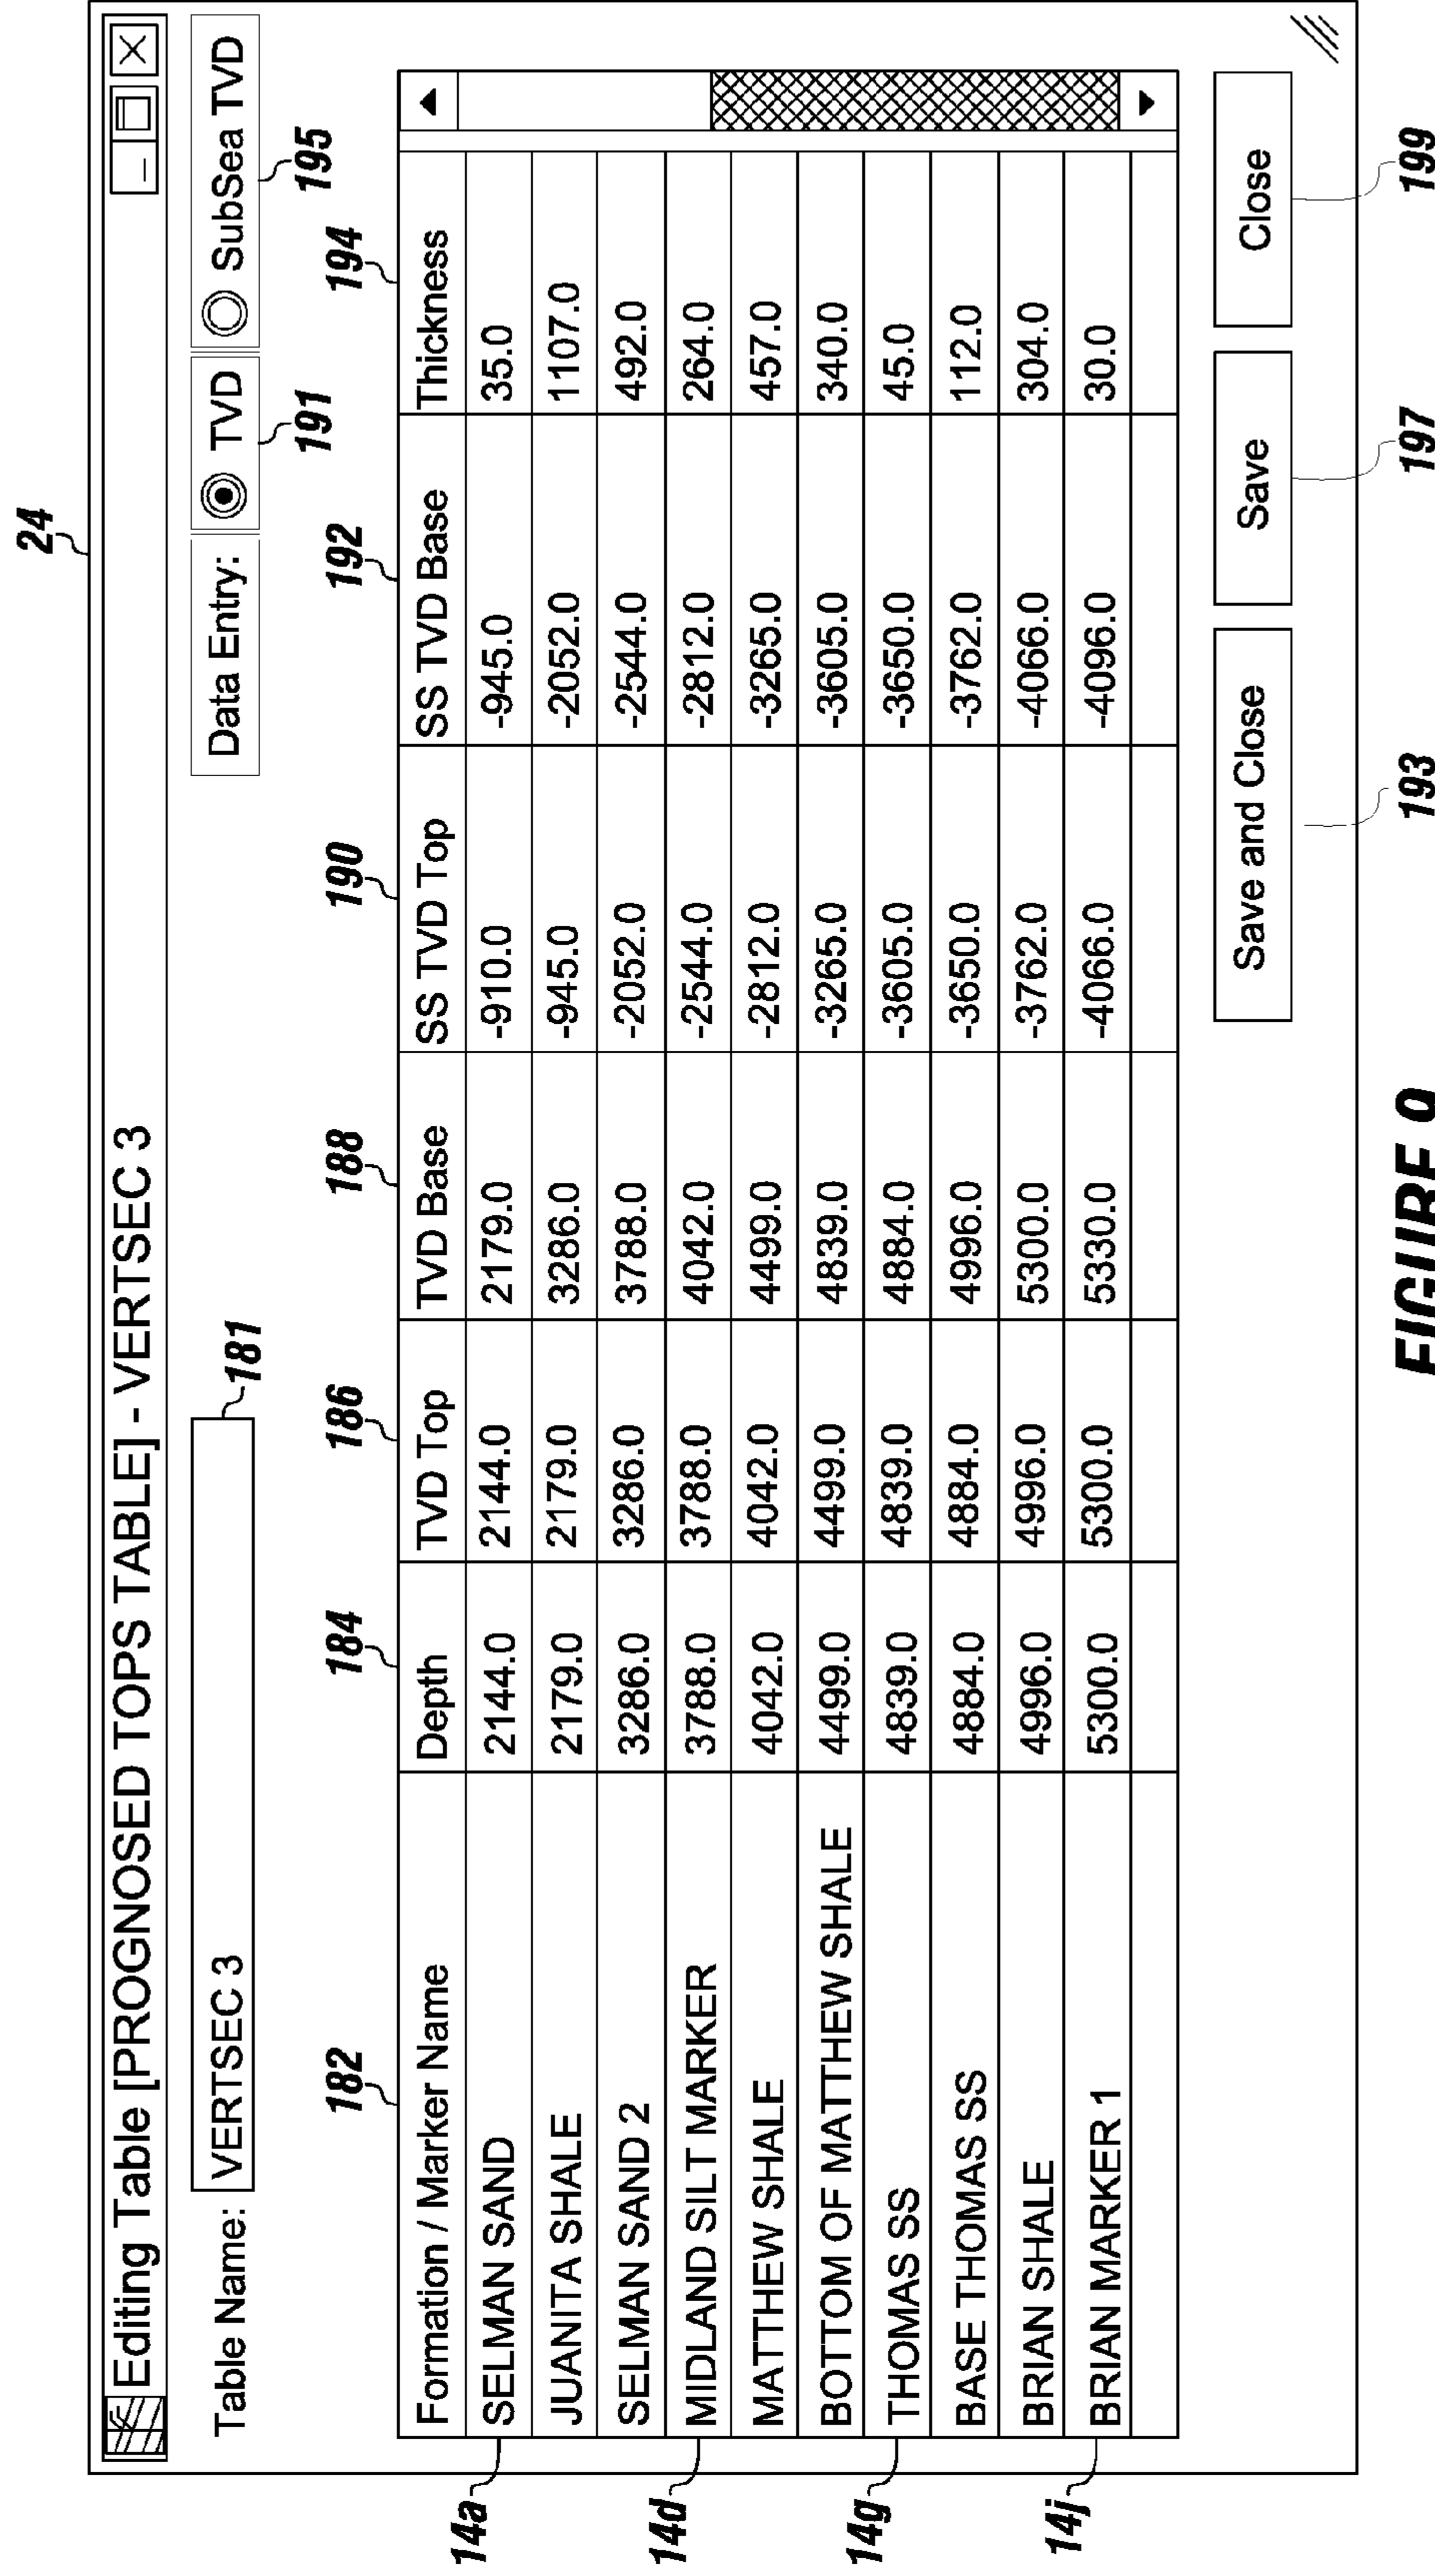 24
Editing Table [PROGNOSED TOPS TABLE] - VERTSEC 3
Table Name: VERTSEC 3 181 Data Entry: TVD SubSea TVD
191 195
182 184 186 188 190 192 194
Formation / Marker Name Depth TVD Top TVD Base SS TVD Top SS TVD Base Thickness
14a SELMAN SAND 2144.0 2144.0 2179.0 -910.0 -945.0 35.0
JUANITA SHALE 2179.0 2179.0 3286.0 -945.0 -2052.0 1107.0
SELMAN SAND 2 3286.0 3286.0 3788.0 -2052.0 -2544.0 492.0
14d MIDLAND SILT MARKER 3788.0 3788.0 4042.0 -2544.0 -2812.0 264.0
MATTHEW SHALE 4042.0 4042.0 4499.0 -2812.0 -3265.0 457.0
BOTTOM OF MATTHEW SHALE 4499.0 4499.0 4839.0 -3265.0 -3605.0 340.0
14g THOMAS SS 4839.0 4839.0 4884.0 -3605.0 -3650.0 45.0
BASE THOMAS SS 4884.0 4884.0 4996.0 -3650.0 -3762.0 112.0
BRIAN SHALE 4996.0 4996.0 5300.0 -3762.0 -4066.0 304.0
14j BRIAN MARKER 1 5300.0 5300.0 5330.0 -4066.0 -4096.0 30.0
Save and Close Save Close
193 197 199
FIGURE 9